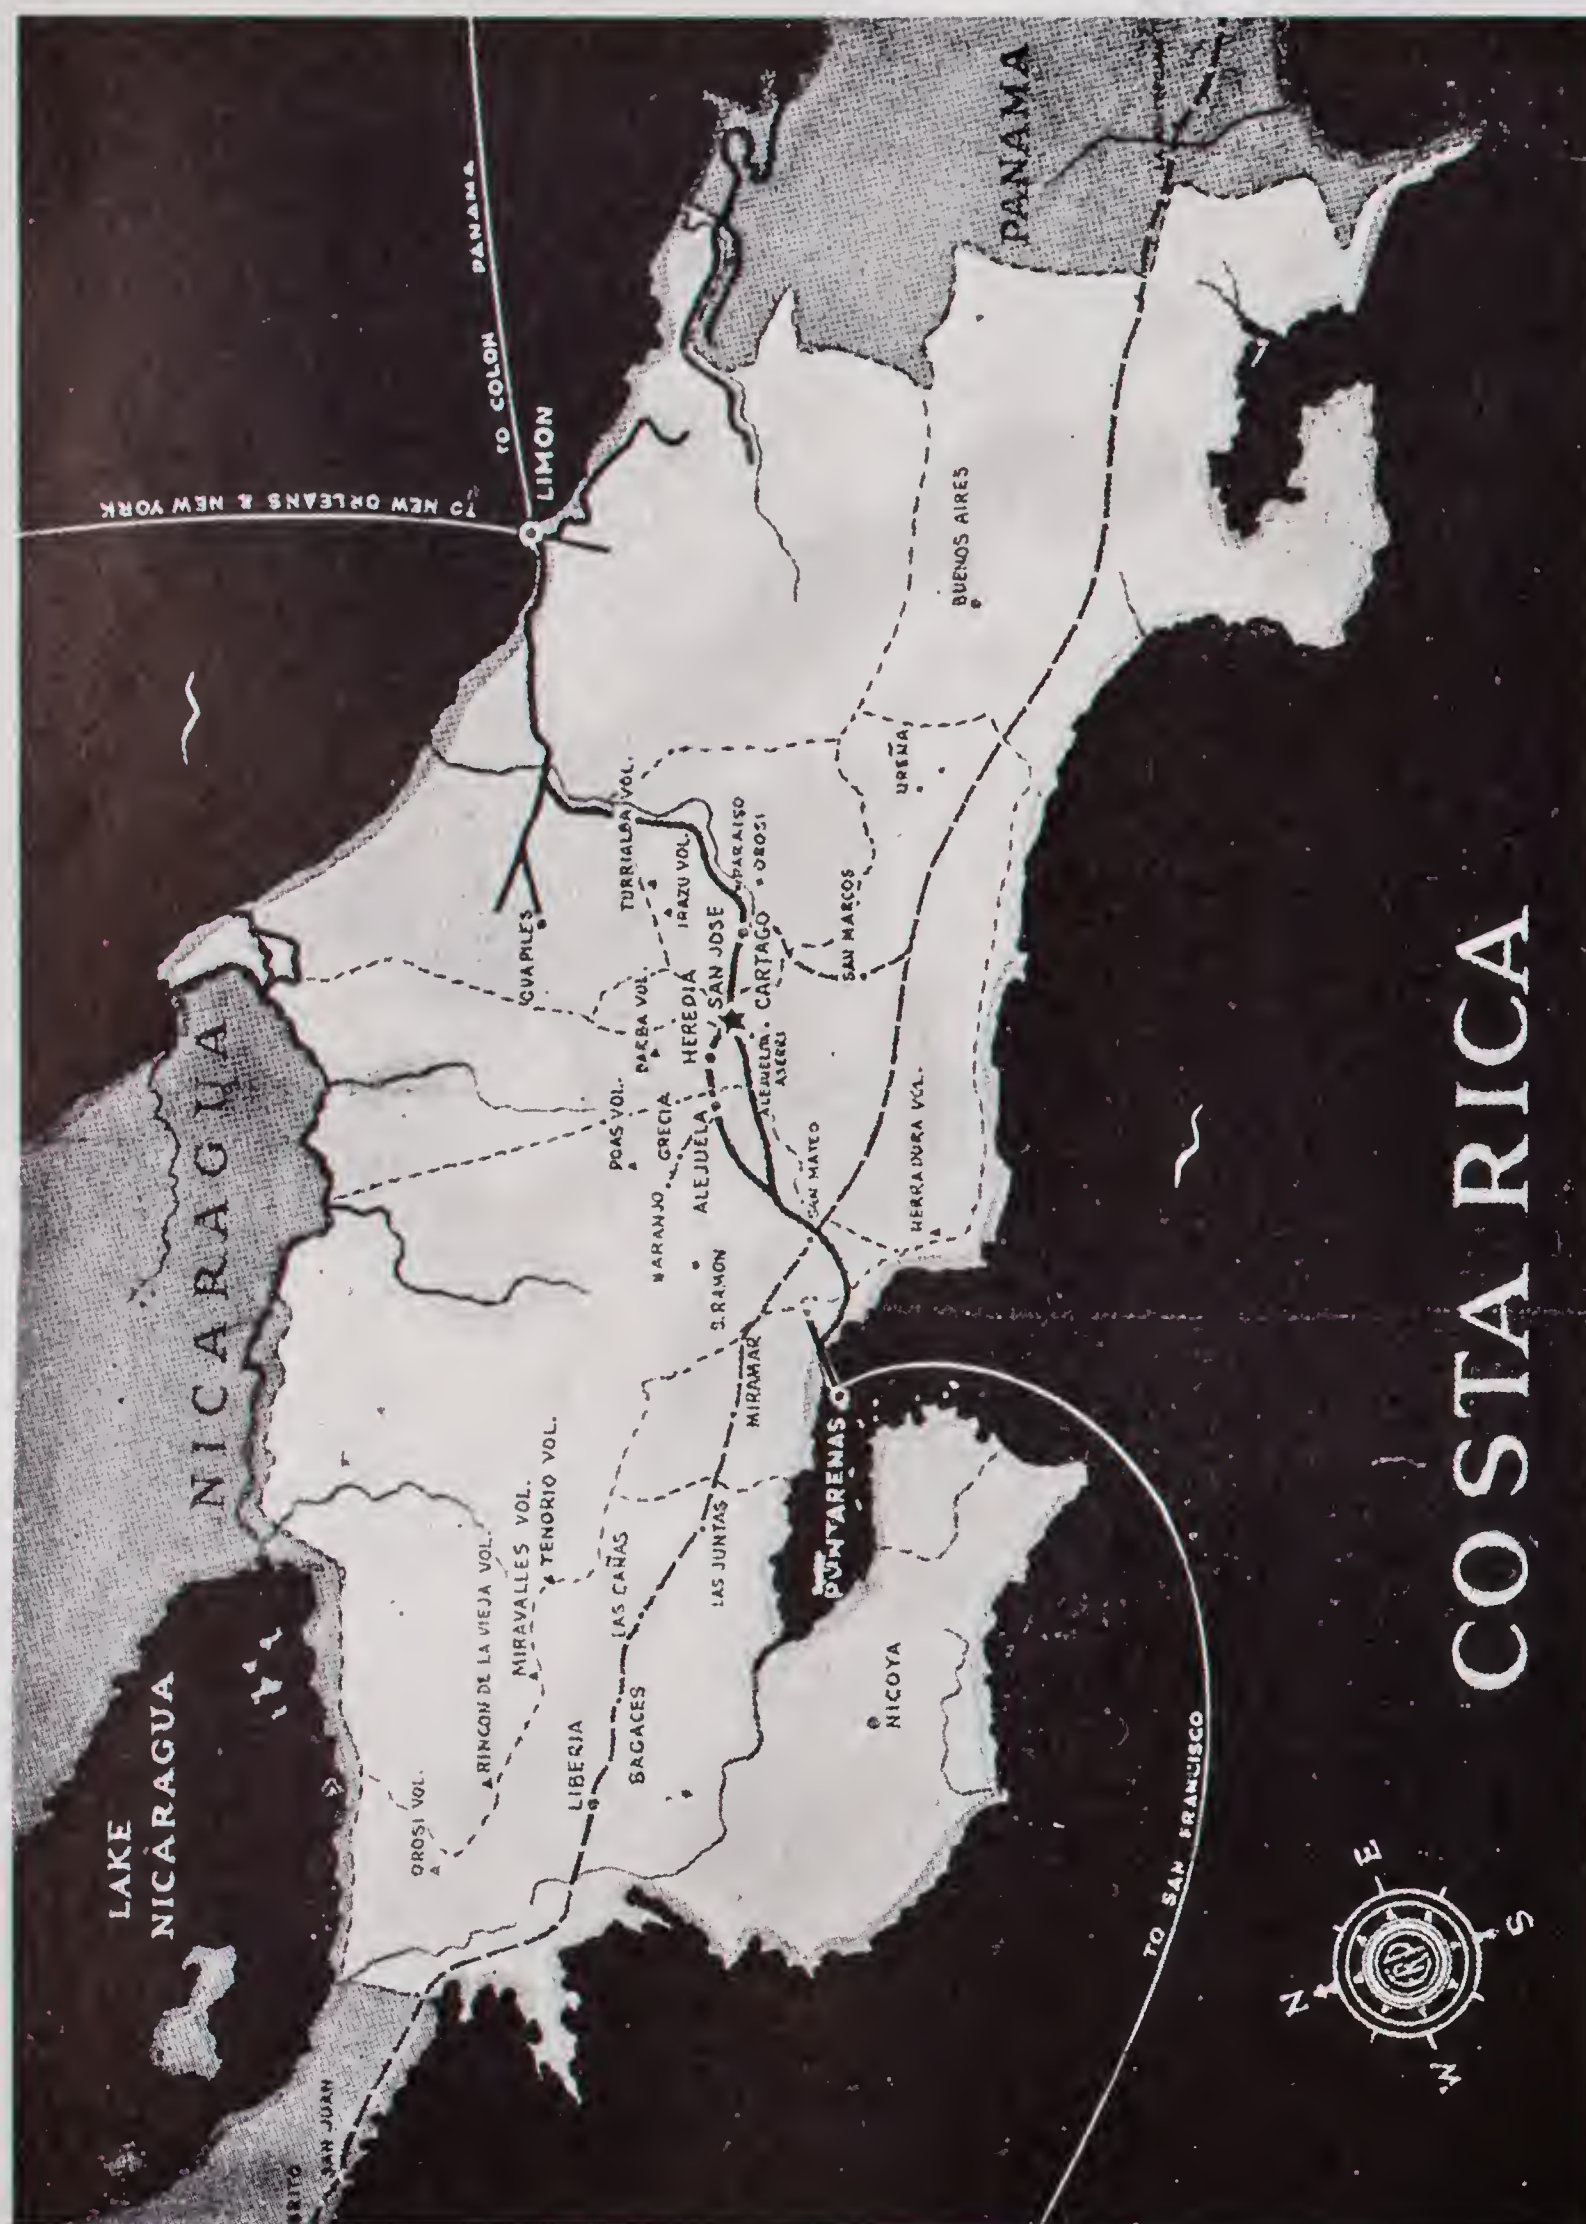 LAKE
NICARAGUA
NICARAGUA
PANAMA
TO NEW ORLEANS & NEW YORK
TO COLON PANAMA
LIMON
SAN JUAN
OROSI VOL.
RINCON DE LA VIEJA VOL.
MIRAVALLES VOL.
TENORIO VOL.
LIBERIA
BAGACES
LAS CAÑAS
LAS JUNTAS
MIRAMAR
S. RAMON
NARANJO
GRECIA
POAS VOL.
ALEJUELA
BARBA VOL.
HEREDIA
SAN JOSE
GUAPILES
TURRIALBA VOL.
IRAZU VOL.
PARAISO
OROSI
CARTAGO
ASERRI
SAN MATEO
SAN MARCOS
UREÑA
BUENOS AIRES
HERRADURA VOL.
PUNTARENAS
NICOYA
TO SAN FRANCISCO
N
E
S
W
COSTA RICA